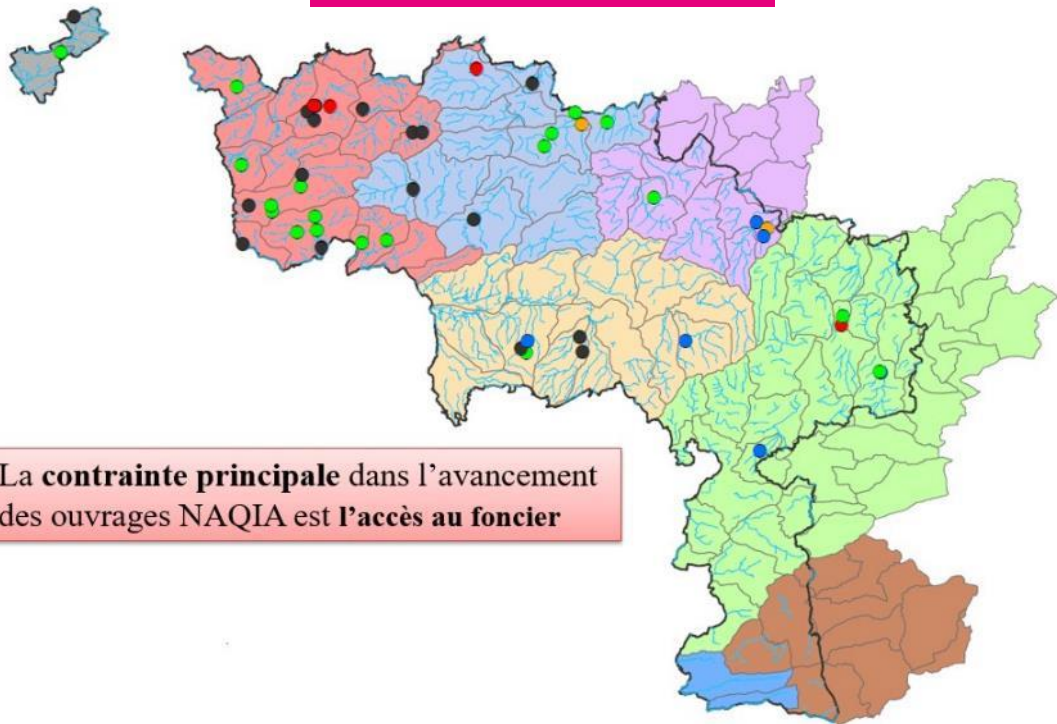 La contrainte principale dans l'avancement
des ouvrages NAQIA est l'accès au foncier